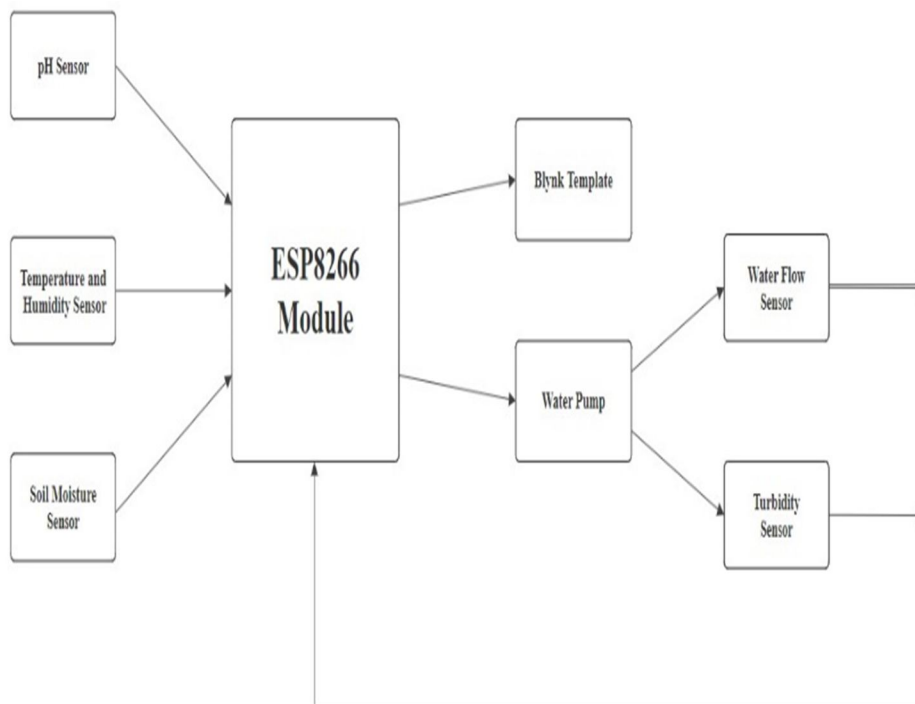 pH Sensor
Temperature and
Humidity Sensor
Soil Moisture
Sensor
ESP8266
Module
Blynk Template
Water Pump
Water Flow
Sensor
Turbidity
Sensor